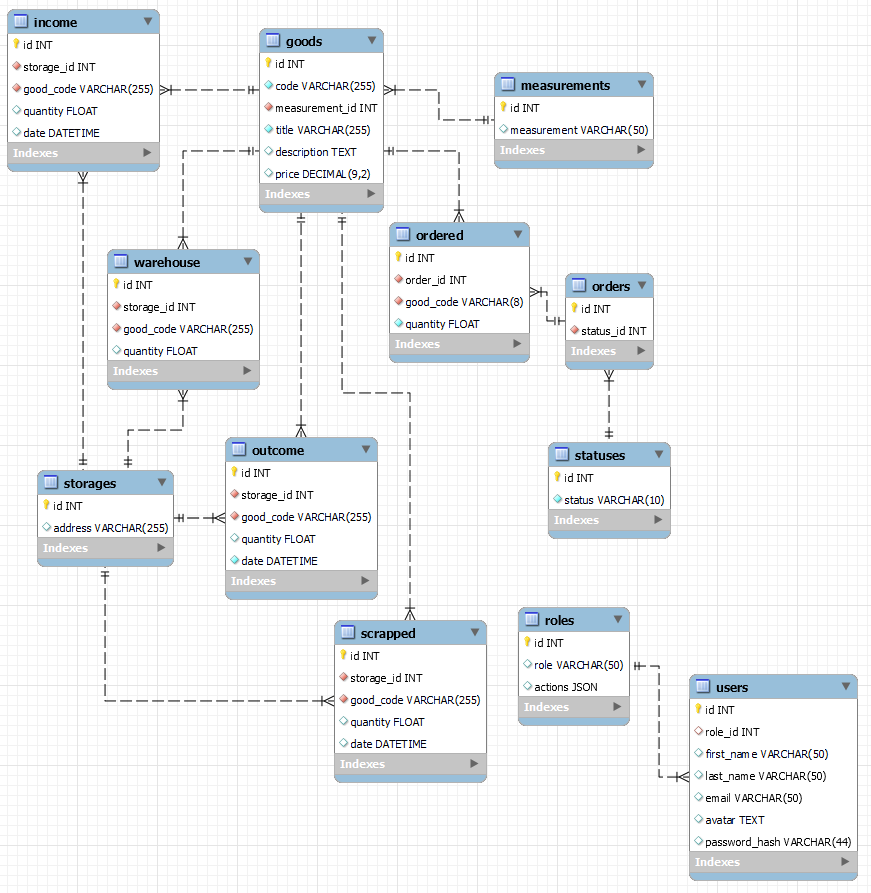 income
id INT
storage_id INT
good_code VARCHAR(255)
quantity FLOAT
date DATETIME
Indexes
goods
id INT
code VARCHAR(255)
measurement_id INT
title VARCHAR(255)
description TEXT
price DECIMAL(9,2)
Indexes
measurements
id INT
measurement VARCHAR(50)
Indexes
warehouse
id INT
storage_id INT
good_code VARCHAR(255)
quantity FLOAT
Indexes
ordered
id INT
order_id INT
good_code VARCHAR(8)
quantity FLOAT
Indexes
orders
id INT
status_id INT
Indexes
storages
id INT
address VARCHAR(255)
Indexes
outcome
id INT
storage_id INT
good_code VARCHAR(255)
quantity FLOAT
date DATETIME
Indexes
statuses
id INT
status VARCHAR(10)
Indexes
scrapped
id INT
storage_id INT
good_code VARCHAR(255)
quantity FLOAT
date DATETIME
Indexes
roles
id INT
role VARCHAR(50)
actions JSON
Indexes
users
id INT
role_id INT
first_name VARCHAR(50)
last_name VARCHAR(50)
email VARCHAR(50)
avatar TEXT
password_hash VARCHAR(44)
Indexes